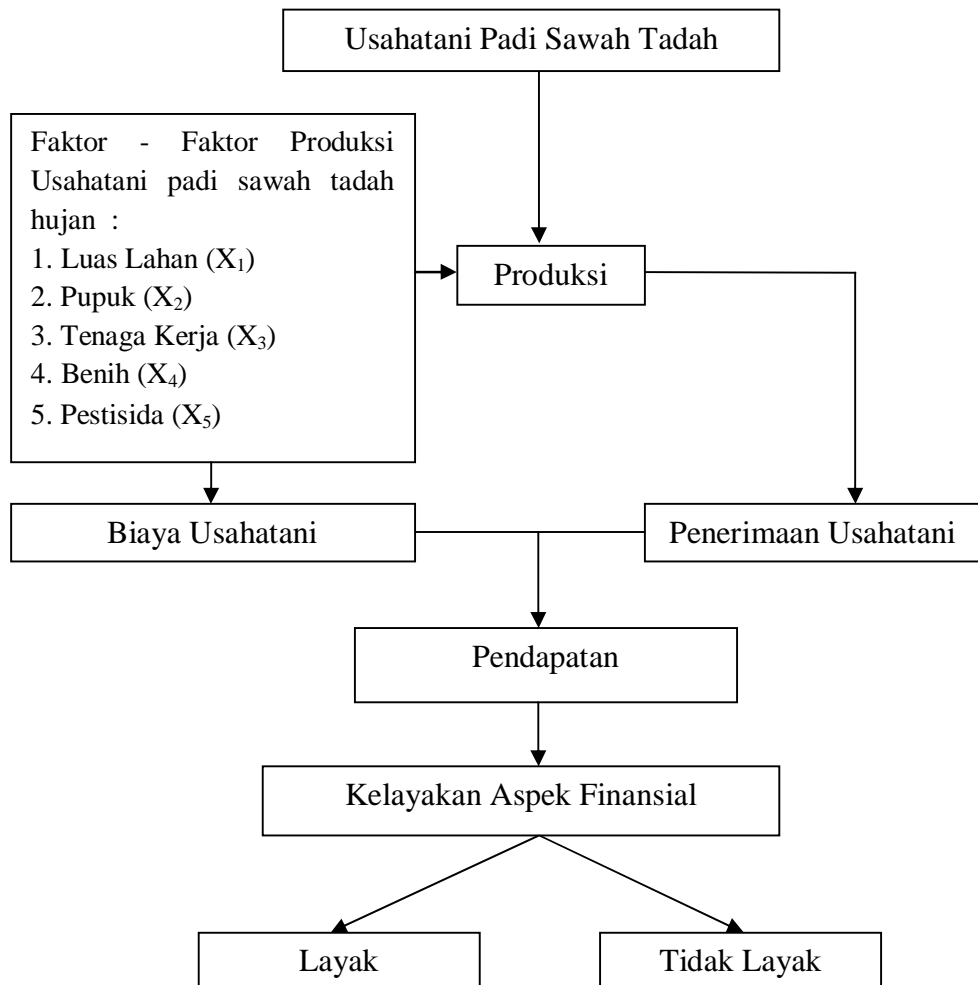 Usahatani Padi Sawah Tadah
Faktor - Faktor Produksi
Usahatani padi sawah tadah
hujan :
1. Luas Lahan (X₁)
2. Pupuk (X₂)
3. Tenaga Kerja (X₃)
4. Benih (X₄)
5. Pestisida (X₅)
Produksi
Biaya Usahatani
Penerimaan Usahatani
Pendapatan
Kelayakan Aspek Finansial
Layak
Tidak Layak